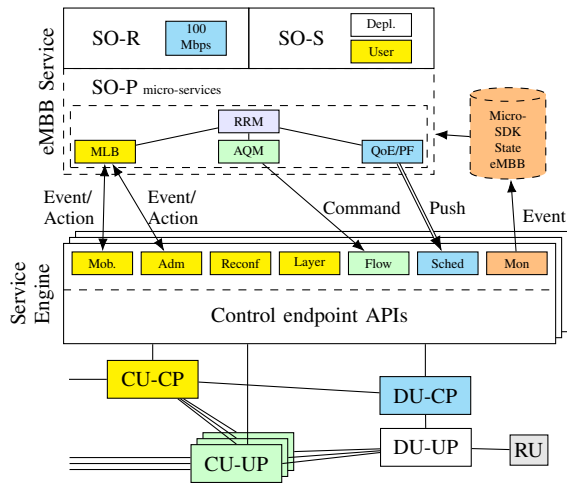 SO-R
100
Mbps
SO-S
Depl.
User
eMBB Service
SO-P micro-services
RRM
MLB
AQM
QoE/PF
Micro-
SDK
State
eMBB
Event/
Action
Event/
Action
Command
Push
Event
Service
Engine
Mob.
Adm
Reconf
Layer
Flow
Sched
Mon
Control endpoint APIs
CU-CP
DU-CP
CU-UP
DU-UP
RU